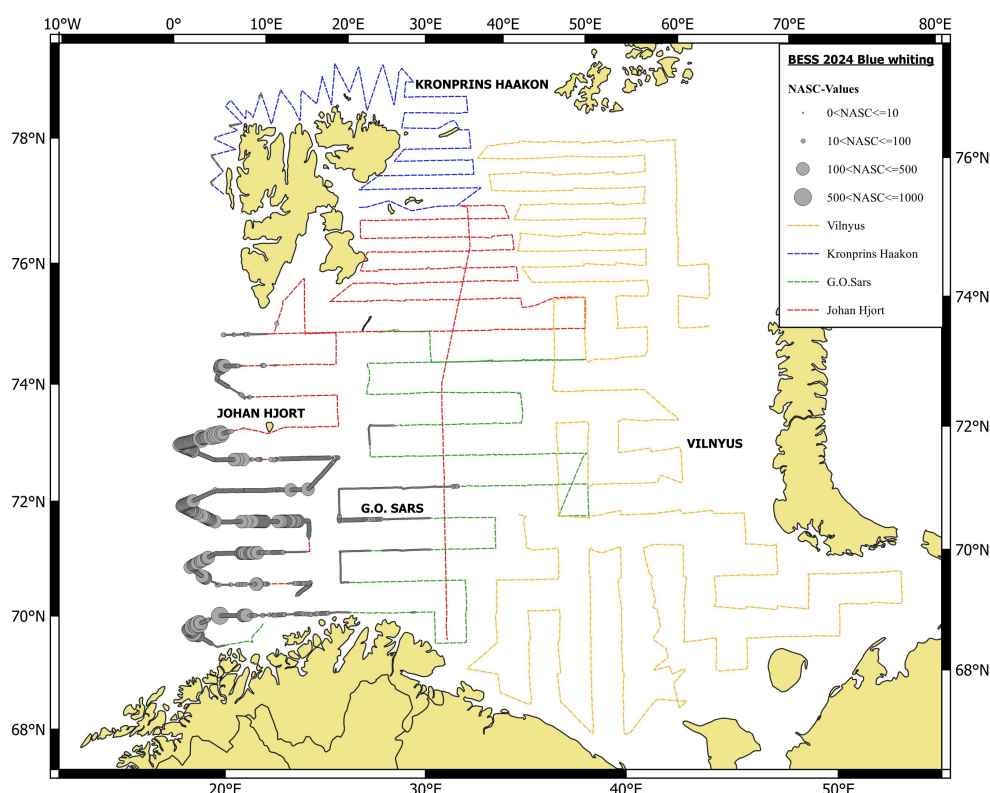 10°W 0° 10°E 20°E 30°E 40°E 50°E 60°E 70°E 80°E
BESS 2024 Blue whiting
NASC-Values
0<NASC<=10
10<NASC<=100
100<NASC<=500
500<NASC<=1000
Vilnyus
Kronprins Haakon
G.O.Sars
Johan Hjort
KRONPRINS HAAKON
78°N
76°N
76°N
74°N
74°N
JOHAN HJORT
72°N
VILNYUS
72°N
G.O. SARS
70°N
70°N
68°N
68°N
20°E 30°E 40°E 50°E